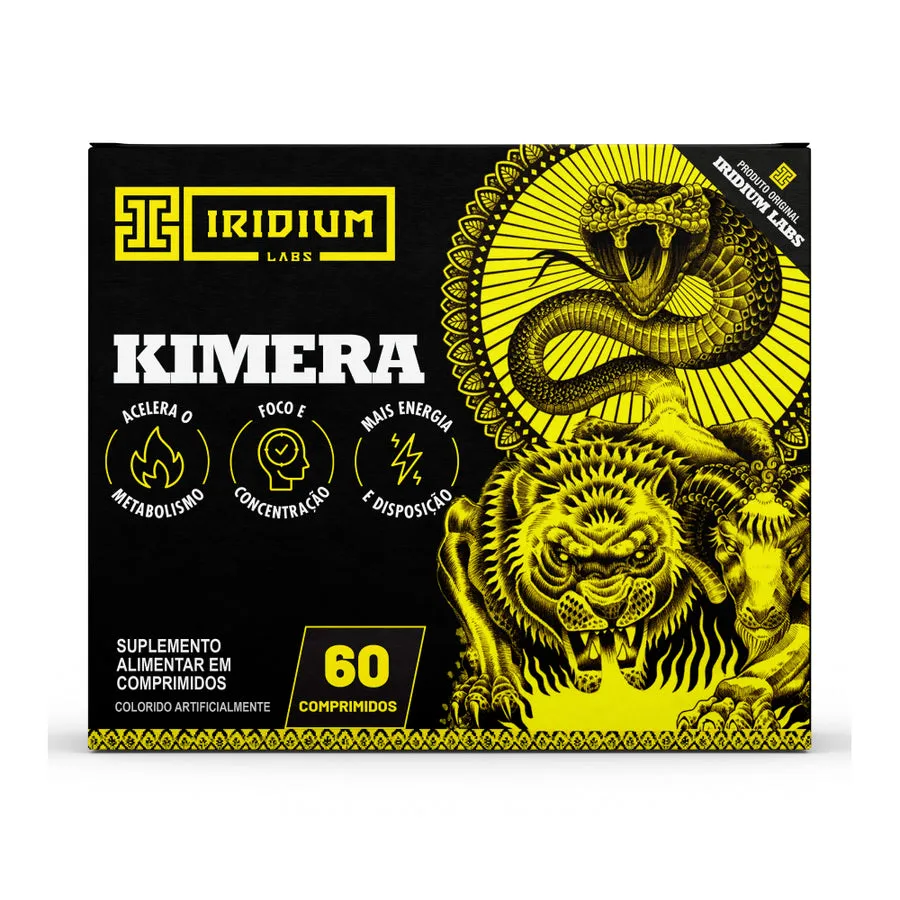 IRIDIUM
LABS
PRODUTO ORIGINAL
IRIDIUM LABS
KIMERA
ACELERA O
METABOLISMO
FOCO E
CONCENTRAÇÃO
MAIS ENERGIA
E DISPOSIÇÃO
SUPLEMENTO
ALIMENTAR EM
COMPRIMIDOS
COLORIDO ARTIFICIALMENTE
60
COMPRIMIDOS